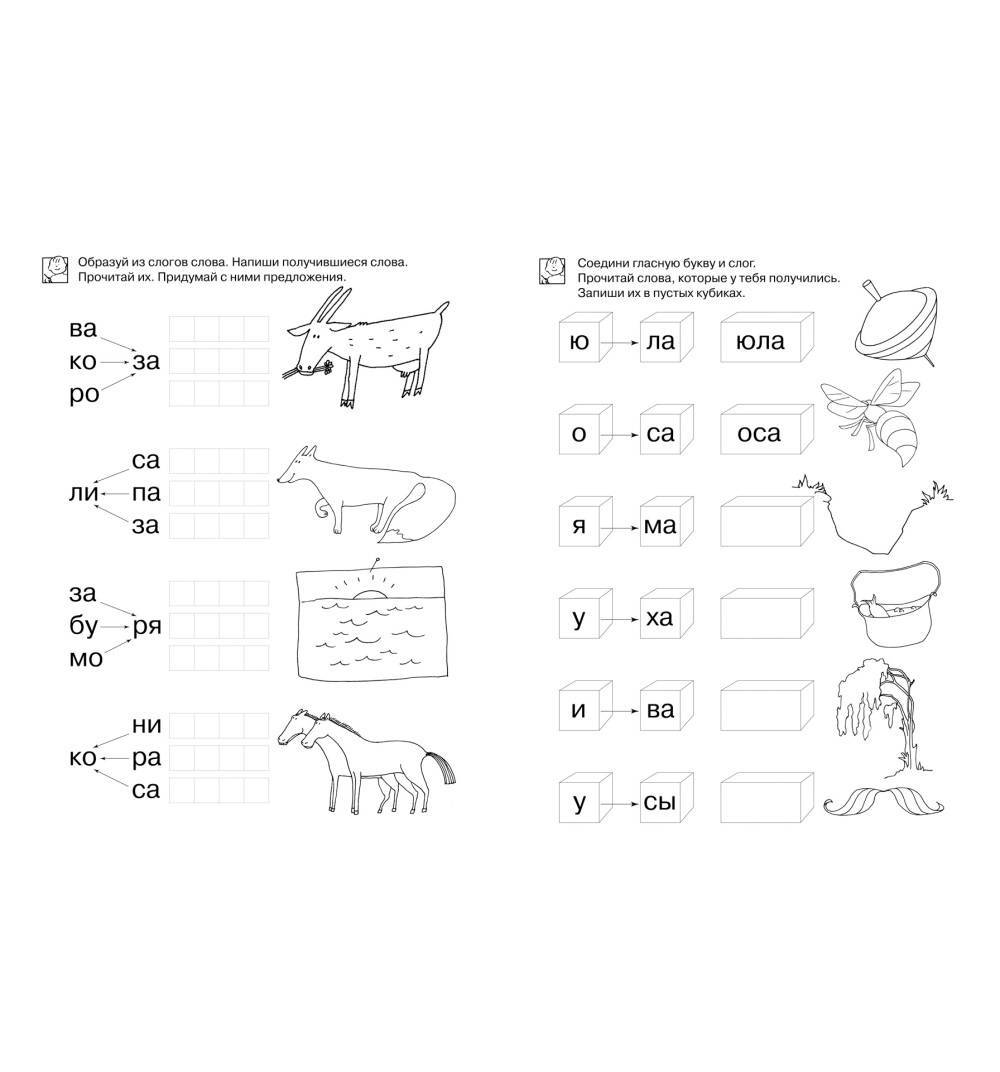 Образуй из слогов слова. Напиши получившиеся слова.
Прочитай их. Придумай с ними предложения.
ва
ко за
ро
са
ли па
за
за
бу ря
мо
ни
ко ра
са
Соедини гласную букву и слог.
Прочитай слова, которые у тебя получились.
Запиши их в пустых кубиках.
ю ла юла
о са оса
я ма
у ха
и ва
у сы